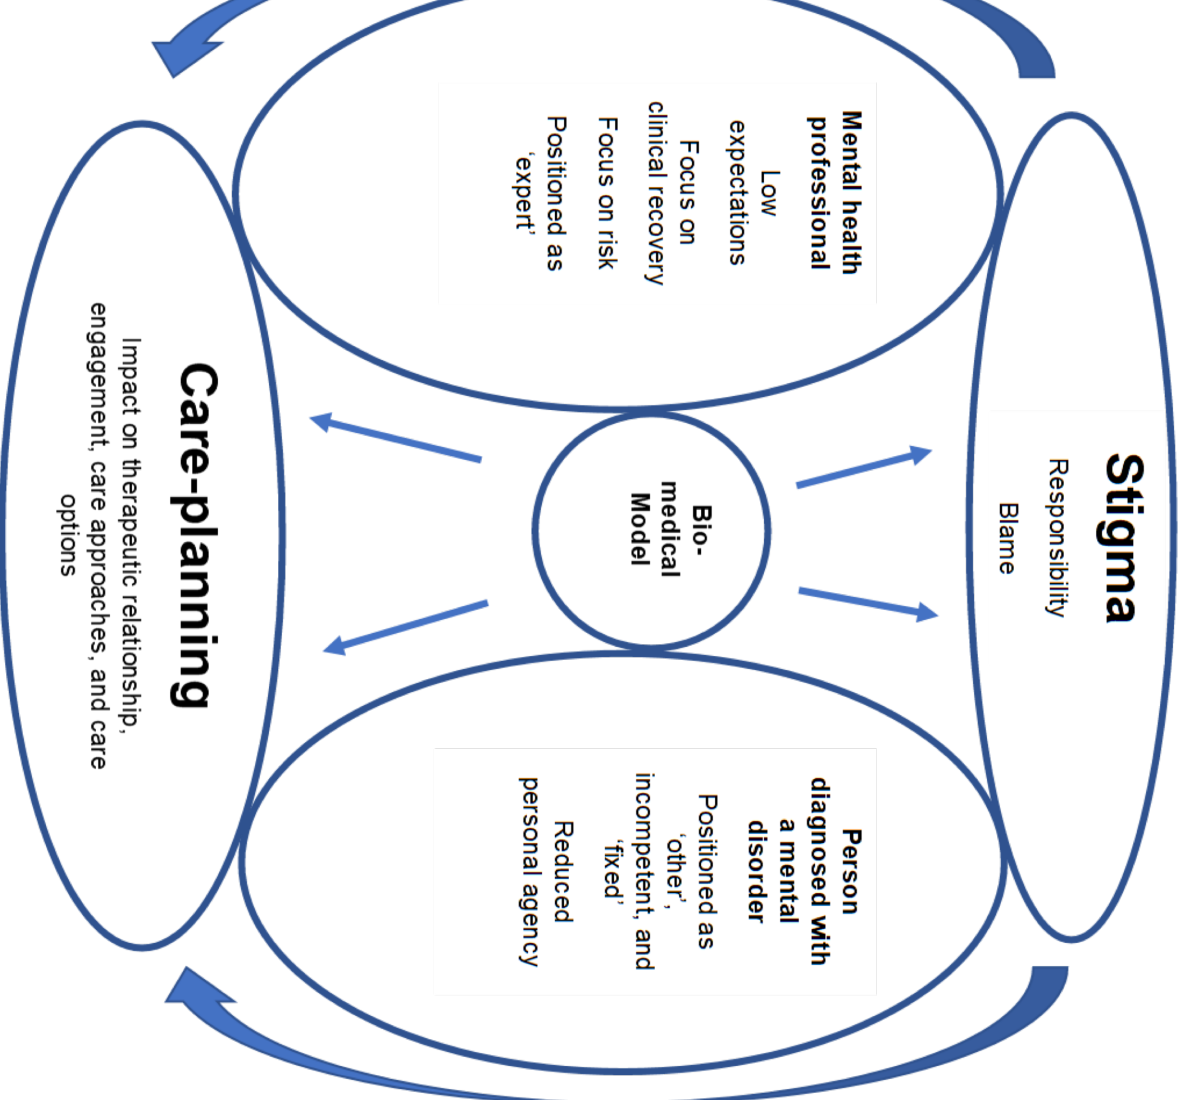 Stigma
Responsibility
Blame
Mental health
professional
Low
expectations
Focus on
clinical recovery
Focus on risk
Positioned as
‘expert’
Bio-
medical
Model
Person
diagnosed with
a mental
disorder
Positioned as
‘other’,
incompetent, and
‘fixed’
Reduced
personal agency
Care-planning
Impact on therapeutic relationship,
engagement, care approaches, and care
options